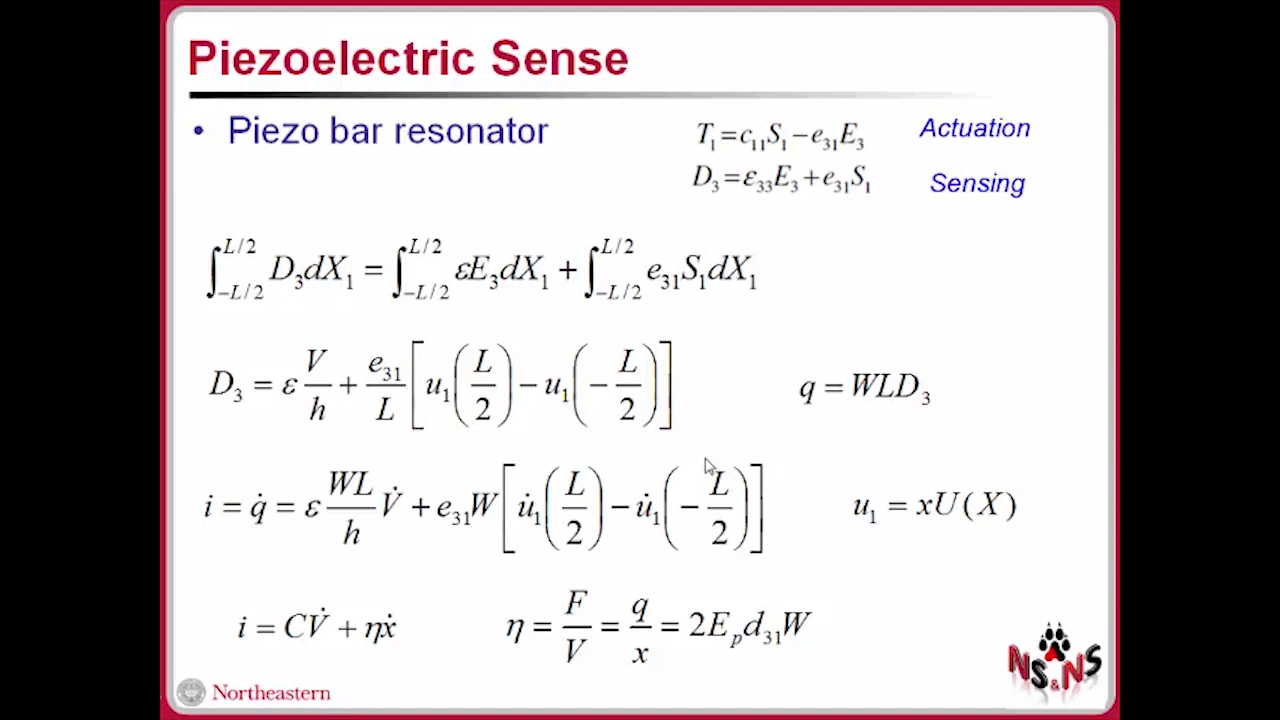 Piezoelectric Sense
• Piezo bar resonator
T₁=c₁₁S₁−e₃₁E₃ Actuation
D₃=ε₃₃E₃+e₃₁S₁ Sensing
∫_{−L/2}^{L/2} D₃dX₁ = ∫_{−L/2}^{L/2} εE₃dX₁ + ∫_{−L/2}^{L/2} e₃₁S₁dX₁
D₃ = ε V/h + e₃₁/L [u₁(L/2) − u₁(−L/2)] q = WLD₃
i = q̇ = ε WL/h V̇ + e₃₁W [u̇₁(L/2) − u̇₁(−L/2)] u₁ = xU(X)
i = CV̇ + ηẋ η = F/V = q/x = 2E_p d₃₁W
NS&NS
Northeastern